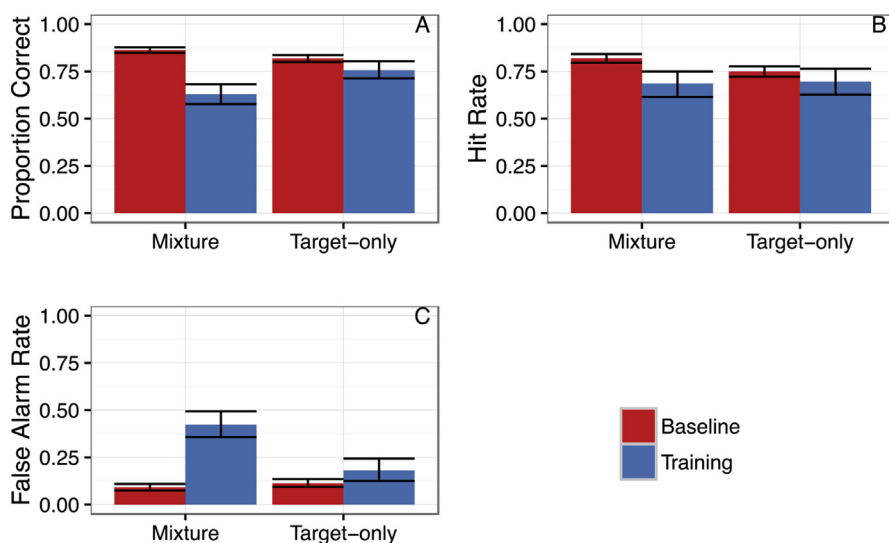 A
Proportion Correct
1.00
0.75
0.50
0.25
0.00
Mixture
Target−only
B
Hit Rate
1.00
0.75
0.50
0.25
0.00
Mixture
Target−only
C
False Alarm Rate
1.00
0.75
0.50
0.25
0.00
Mixture
Target−only
Baseline
Training